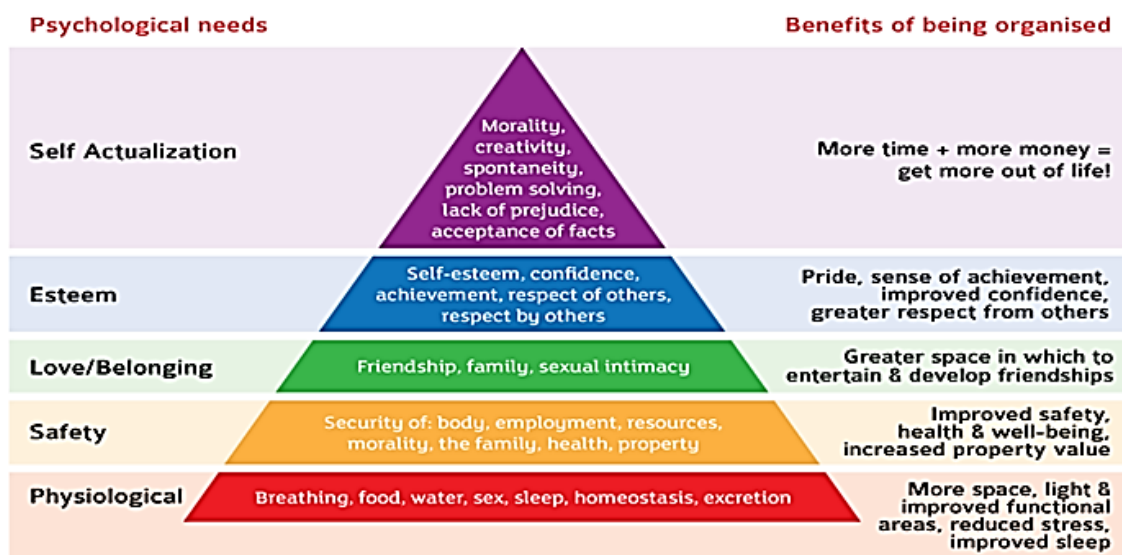 Psychological needs
Benefits of being organised
Self Actualization
Morality,
creativity,
spontaneity,
problem solving,
lack of prejudice,
acceptance of facts
More time + more money =
get more out of life!
Esteem
Self-esteem, confidence,
achievement, respect of others,
respect by others
Pride, sense of achievement,
improved confidence,
greater respect from others
Love/Belonging
Friendship, family, sexual intimacy
Greater space in which to
entertain & develop friendships
Safety
Security of: body, employment, resources,
morality, the family, health, property
Improved safety,
health & well-being,
increased property value
Physiological
Breathing, food, water, sex, sleep, homeostasis, excretion
More space, light &
improved functional
areas, reduced stress,
improved sleep